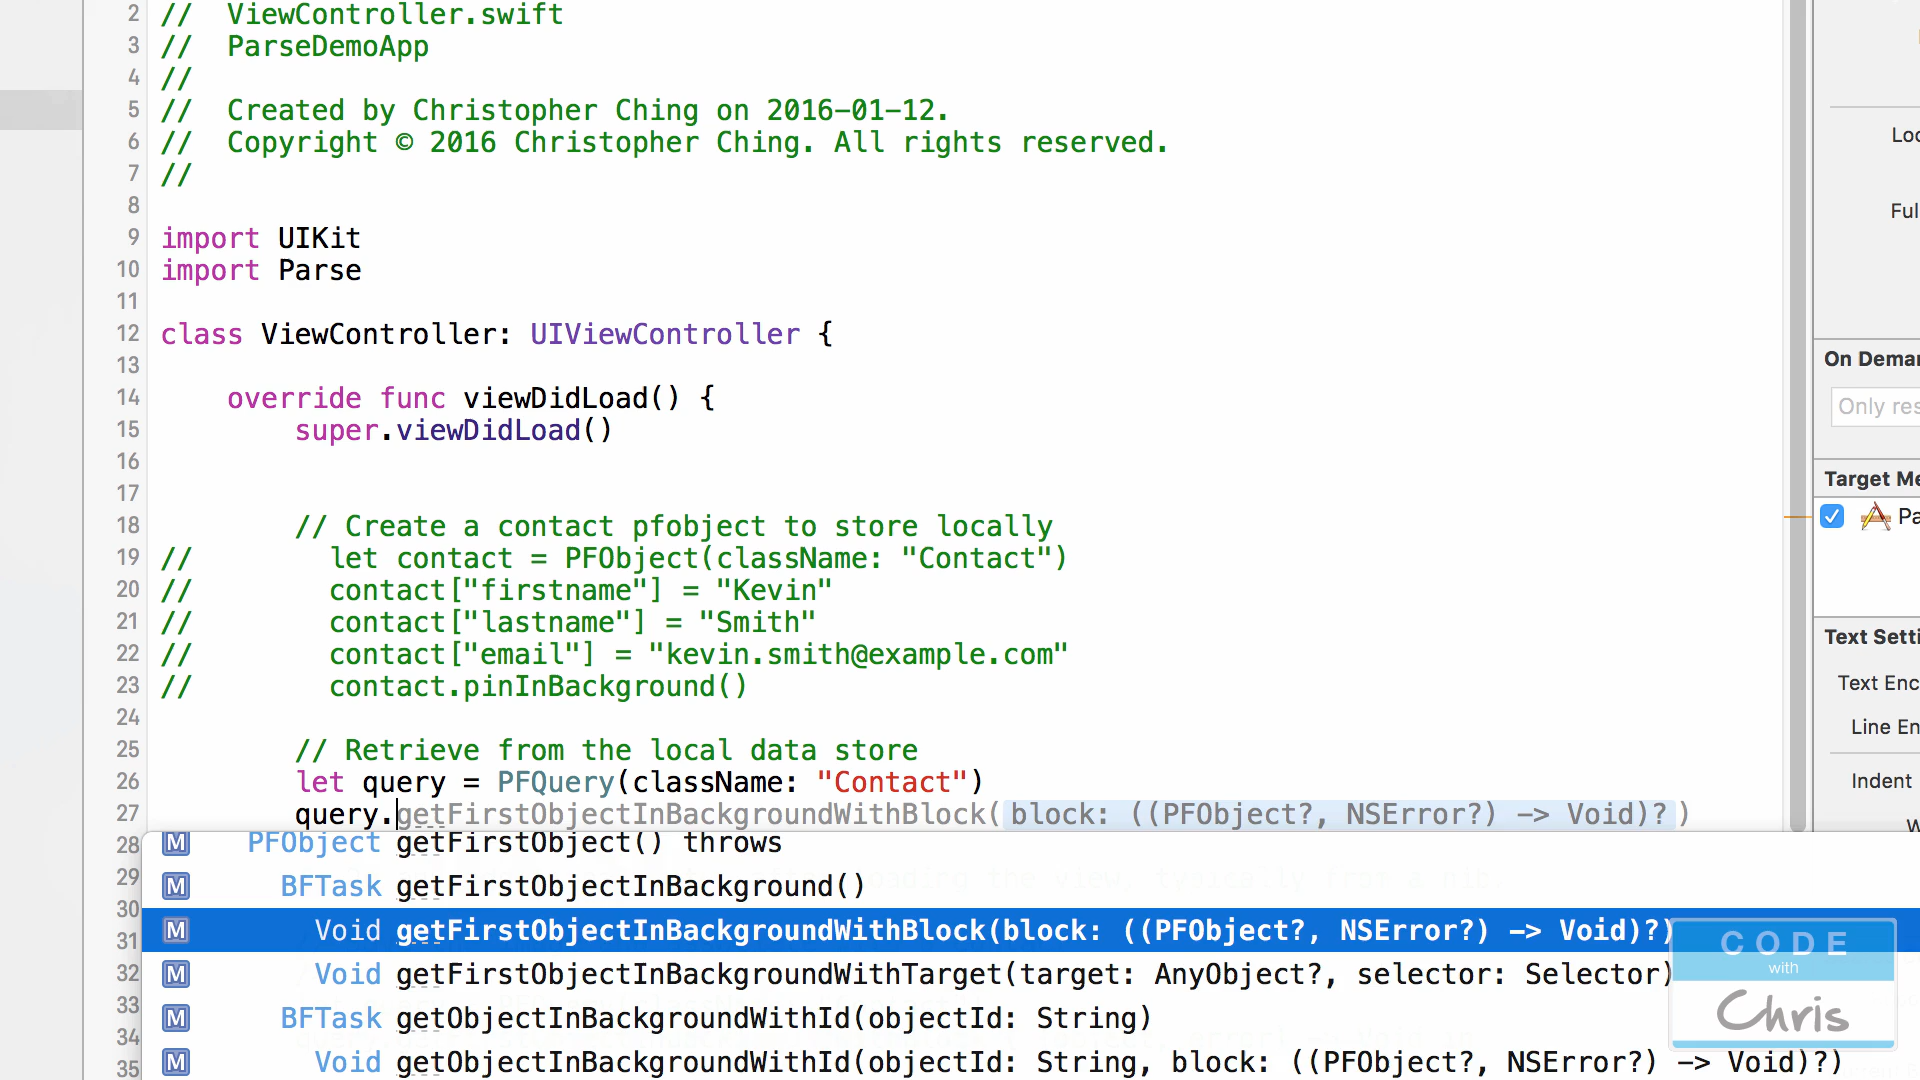 2 //  ViewController.swift
3 //  ParseDemoApp
4 //
5 //  Created by Christopher Ching on 2016-01-12.
6 //  Copyright © 2016 Christopher Ching. All rights reserved.
7 //
8
9 import UIKit
10 import Parse
11
12 class ViewController: UIViewController {
13
14     override func viewDidLoad() {
15         super.viewDidLoad()
16
17
18         // Create a contact pfobject to store locally
19 //        let contact = PFObject(className: "Contact")
20 //        contact["firstname"] = "Kevin"
21 //        contact["lastname"] = "Smith"
22 //        contact["email"] = "kevin.smith@example.com"
23 //        contact.pinInBackground()
24
25         // Retrieve from the local data store
26         let query = PFQuery(className: "Contact")
27         query.getFirstObjectInBackgroundWithBlock(block: ((PFObject?, NSError?) -> Void)?)
28 M PFObject getFirstObject() throws
29 M BFTask getFirstObjectInBackground()
30
31 M Void getFirstObjectInBackgroundWithBlock(block: ((PFObject?, NSError?) -> Void)?)
32 M Void getFirstObjectInBackgroundWithTarget(target: AnyObject?, selector: Selector)
33
34 M BFTask getObjectInBackgroundWithId(objectId: String)
35 M Void getObjectInBackgroundWithId(objectId: String, block: ((PFObject?, NSError?) -> Void)?)
Loc
Ful
On Deman
Only res
Target Me
Pa
Text Setti
Text Enc
Line En
Indent
W
CODE
with
Chris